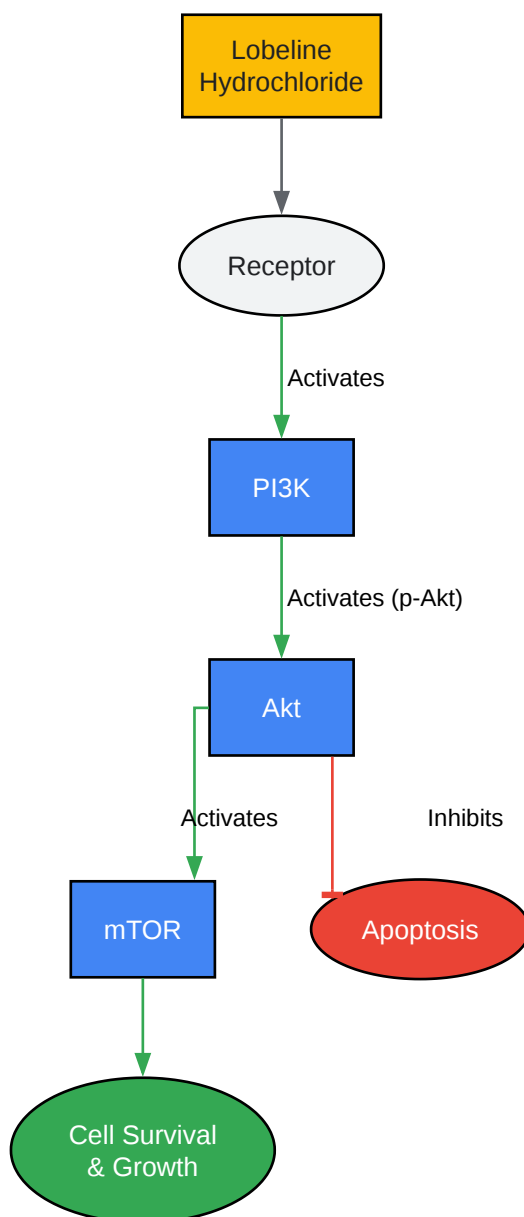 Lobeline
Hydrochloride
Receptor
Activates
PI3K
Activates (p-Akt)
Akt
Activates
Inhibits
mTOR
Apoptosis
Cell Survival
& Growth